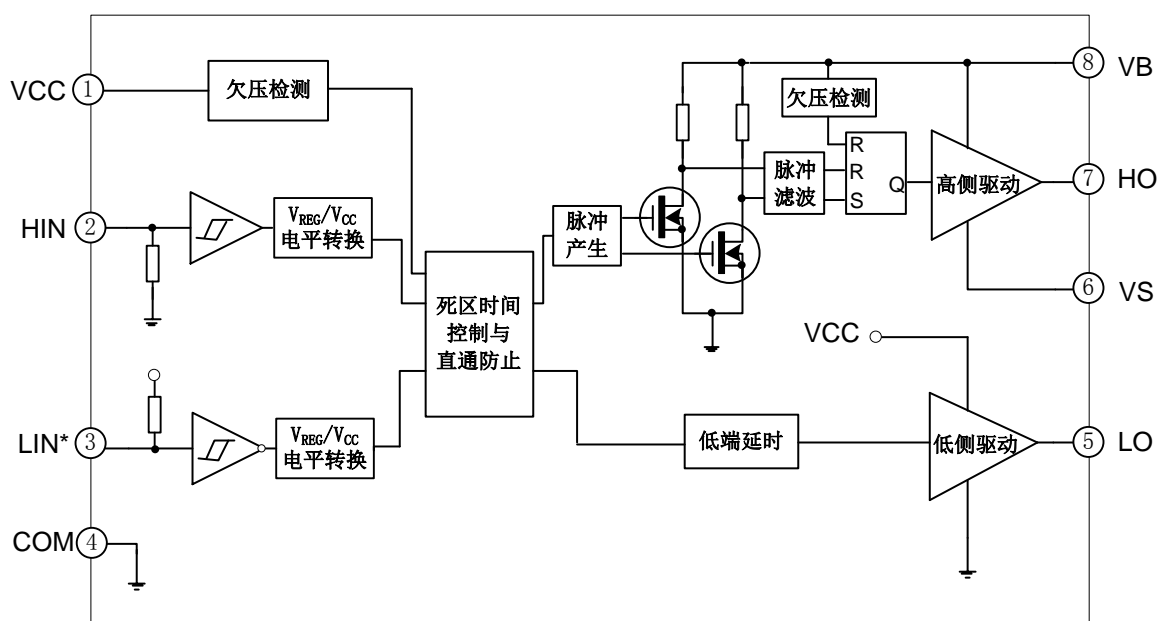 VCC
1
欠压检测
HIN
2
VREG/VCC
电平转换
LIN*
3
VREG/VCC
电平转换
COM
4
死区时间
控制与
直通防止
脉冲
产生
脉冲
滤波
欠压检测
R
R
S
Q
高侧驱动
8
VB
7
HO
6
VS
VCC
低端延时
低侧驱动
5
LO